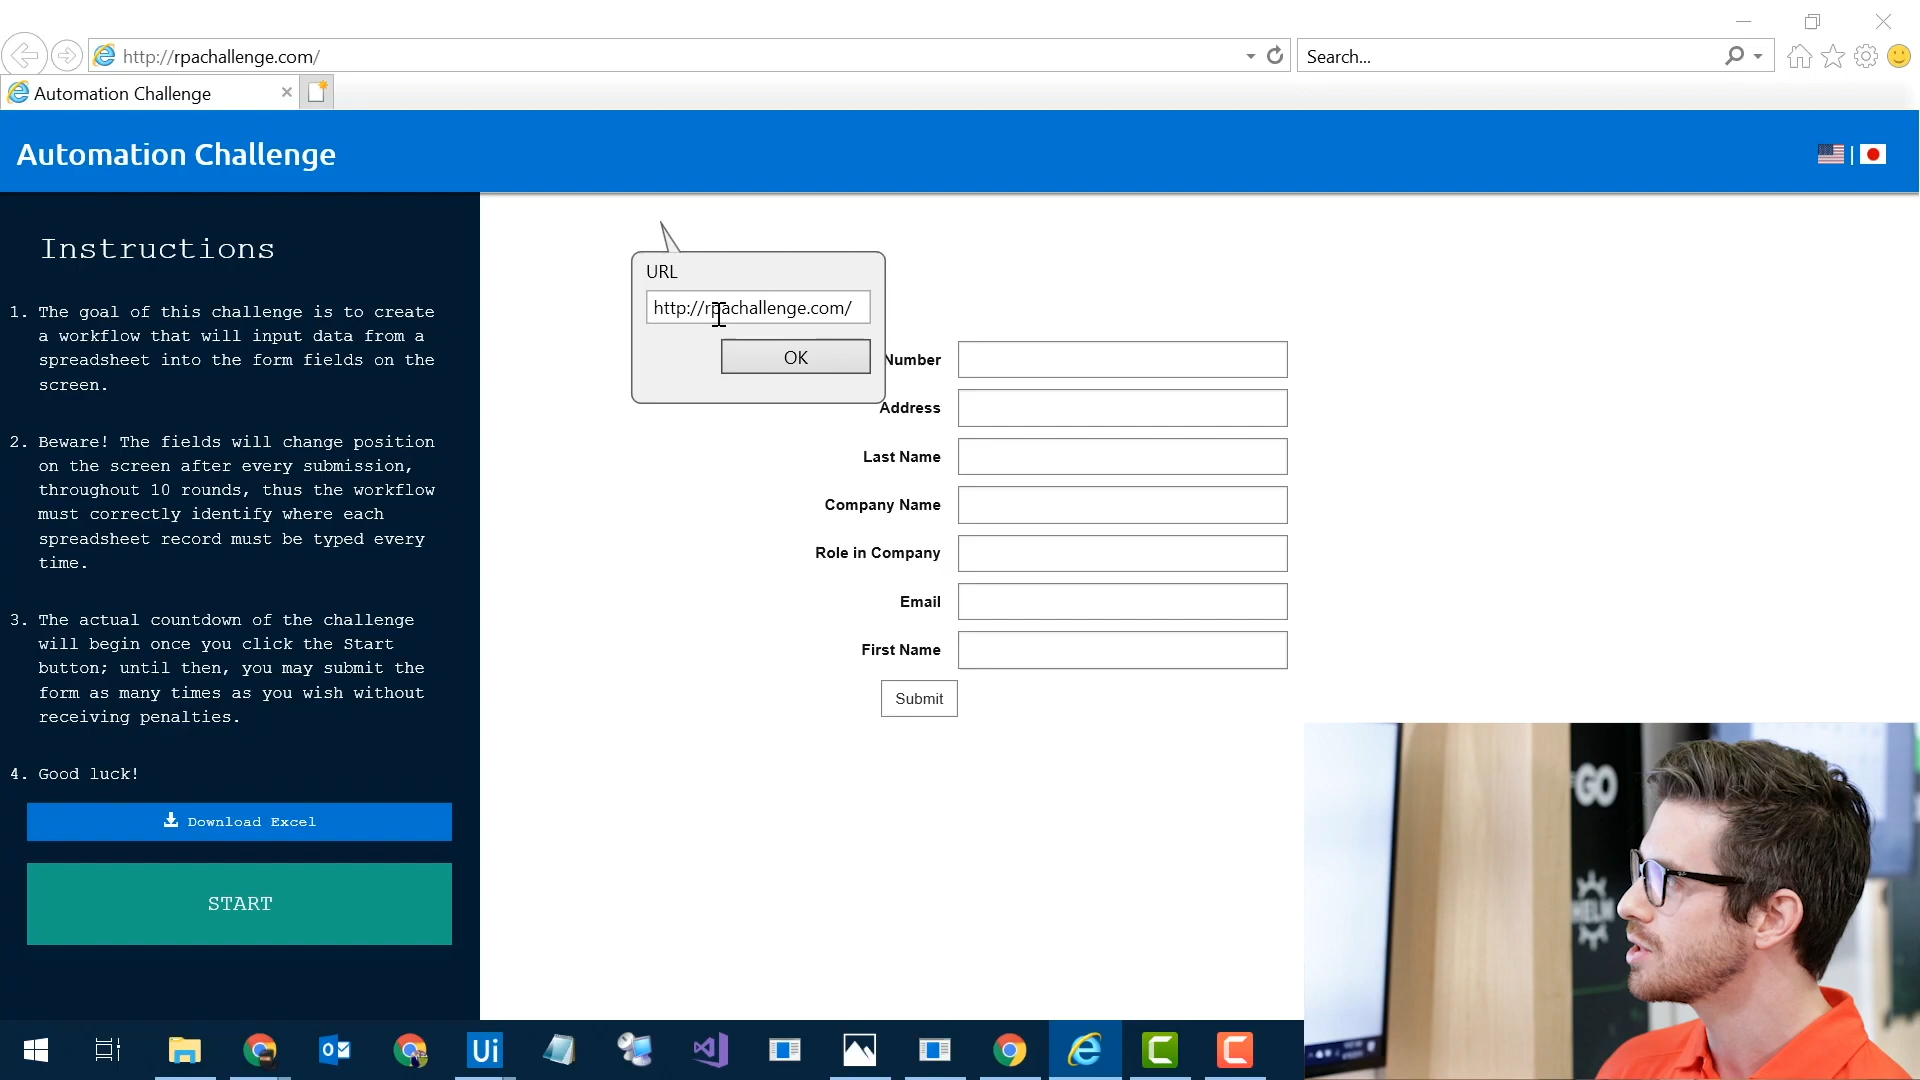 http://rpachallenge.com/
Search...
Automation Challenge
Automation Challenge
|
Instructions
1. The goal of this challenge is to create
a workflow that will input data from a
spreadsheet into the form fields on the
screen.
2. Beware! The fields will change position
on the screen after every submission,
throughout 10 rounds, thus the workflow
must correctly identify where each
spreadsheet record must be typed every
time.
3. The actual countdown of the challenge
will begin once you click the Start
button; until then, you may submit the
form as many times as you wish without
receiving penalties.
4. Good luck!
Download Excel
START
URL
http://rpachallenge.com/
OK
Number
Address
Last Name
Company Name
Role in Company
Email
First Name
Submit
GO
HELM
Ui